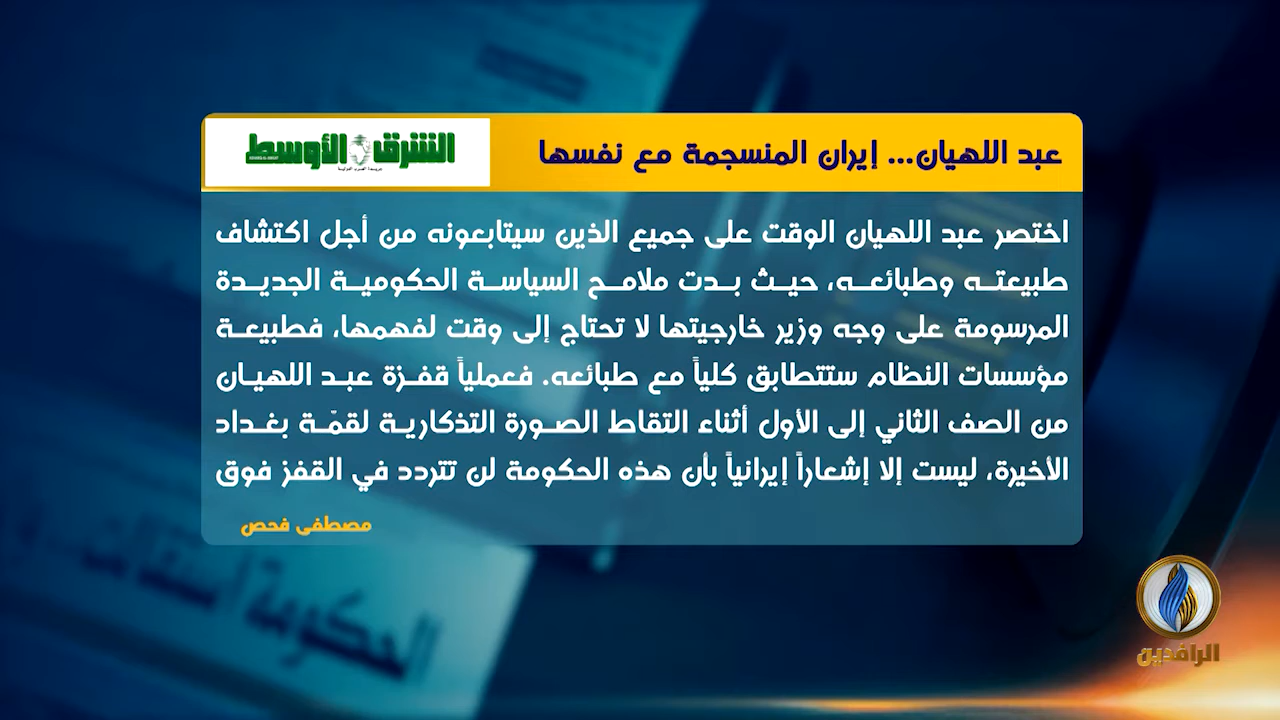 عبد اللهيان... إيران المنسجمة مع نفسها
الشرق الأوسط
اختصر عبد اللهيان الوقت على جميع الذين سيتابعونه من أجل اكتشاف
طبيعته وطبائعه، حيث بدت ملامح السياسة الحكومية الجديدة
المرسومة على وجه وزير خارجيتها لا تحتاج إلى وقت لفهمها، فطبيعة
مؤسسات النظام ستتطابق كلياً مع طبائعه. فعملياً قفزة عبد اللهيان
من الصف الثاني إلى الأول أثناء التقاط الصورة التذكارية لقمّة بغداد
الأخيرة، ليست إلا إشعاراً إيرانياً بأن هذه الحكومة لن تتردد في القفز فوق
مصطفى فحص
الحكومة استقالت
الرافدين